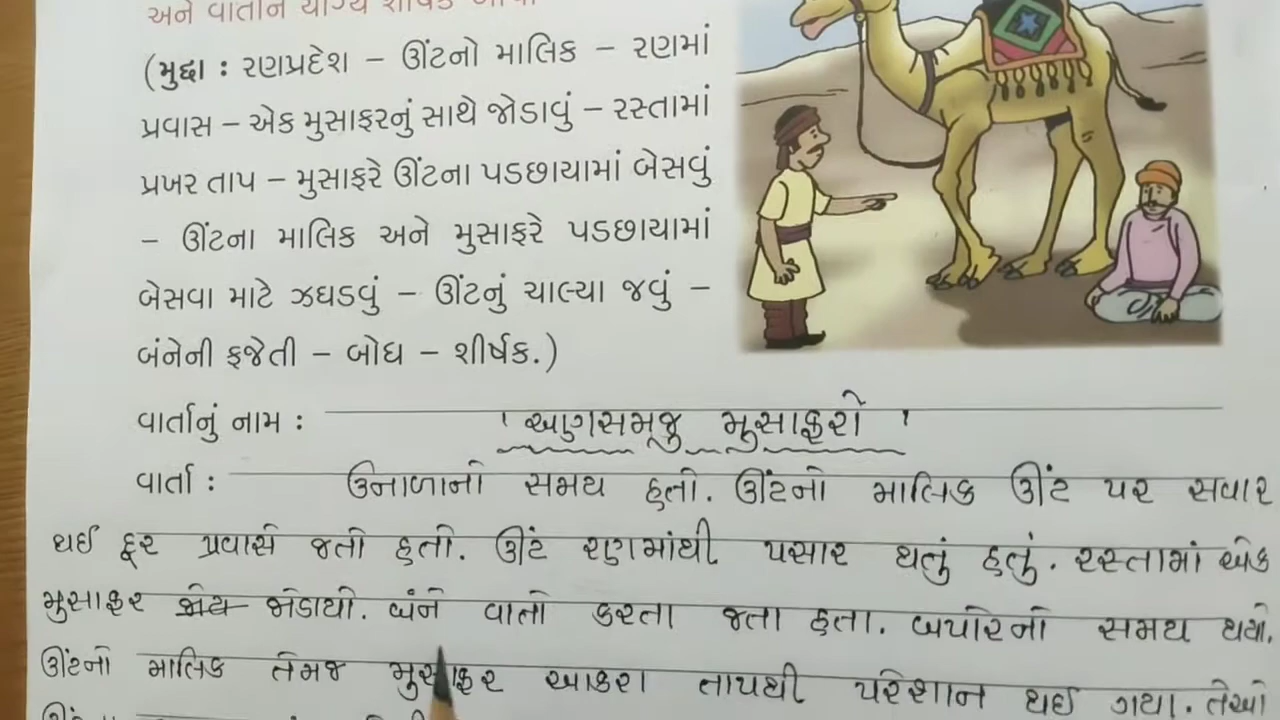 અને વાર્તાને યોગ્ય શીર્ષક
(મુદ્દા : રણપ્રદેશ – ઊંટનો માલિક – રણમાં
પ્રવાસ – એક મુસાફરનું સાથે જોડાવું – રસ્તામાં
પ્રખર તાપ – મુસાફરે ઊંટના પડછાયામાં બેસવું
– ઊંટના માલિક અને મુસાફરે પડછાયામાં
બેસવા માટે ઝઘડવું – ઊંટનું ચાલ્યા જવું –
બંનેની ફજેતી – બોધ – શીર્ષક.)
વાર્તાનું નામ : ' અણસમજુ મુસાફરો '
વાર્તા : ઉનાળાનો સમય હતો. ઊંટનો માલિક ઊંટ પર સવાર
થઈ દૂર પ્રવાસે જતો હતો. ઊંટ રણમાંથી પસાર થતું હતું. રસ્તામાં એક
મુસાફર જોડાયો. બંને વાતો કરતા જતા હતા. બપોરનો સમય થયો.
ઊંટનો માલિક તેમજ મુસાફર આકરા તાપથી પરેશાન થઈ ગયા. તેઓ